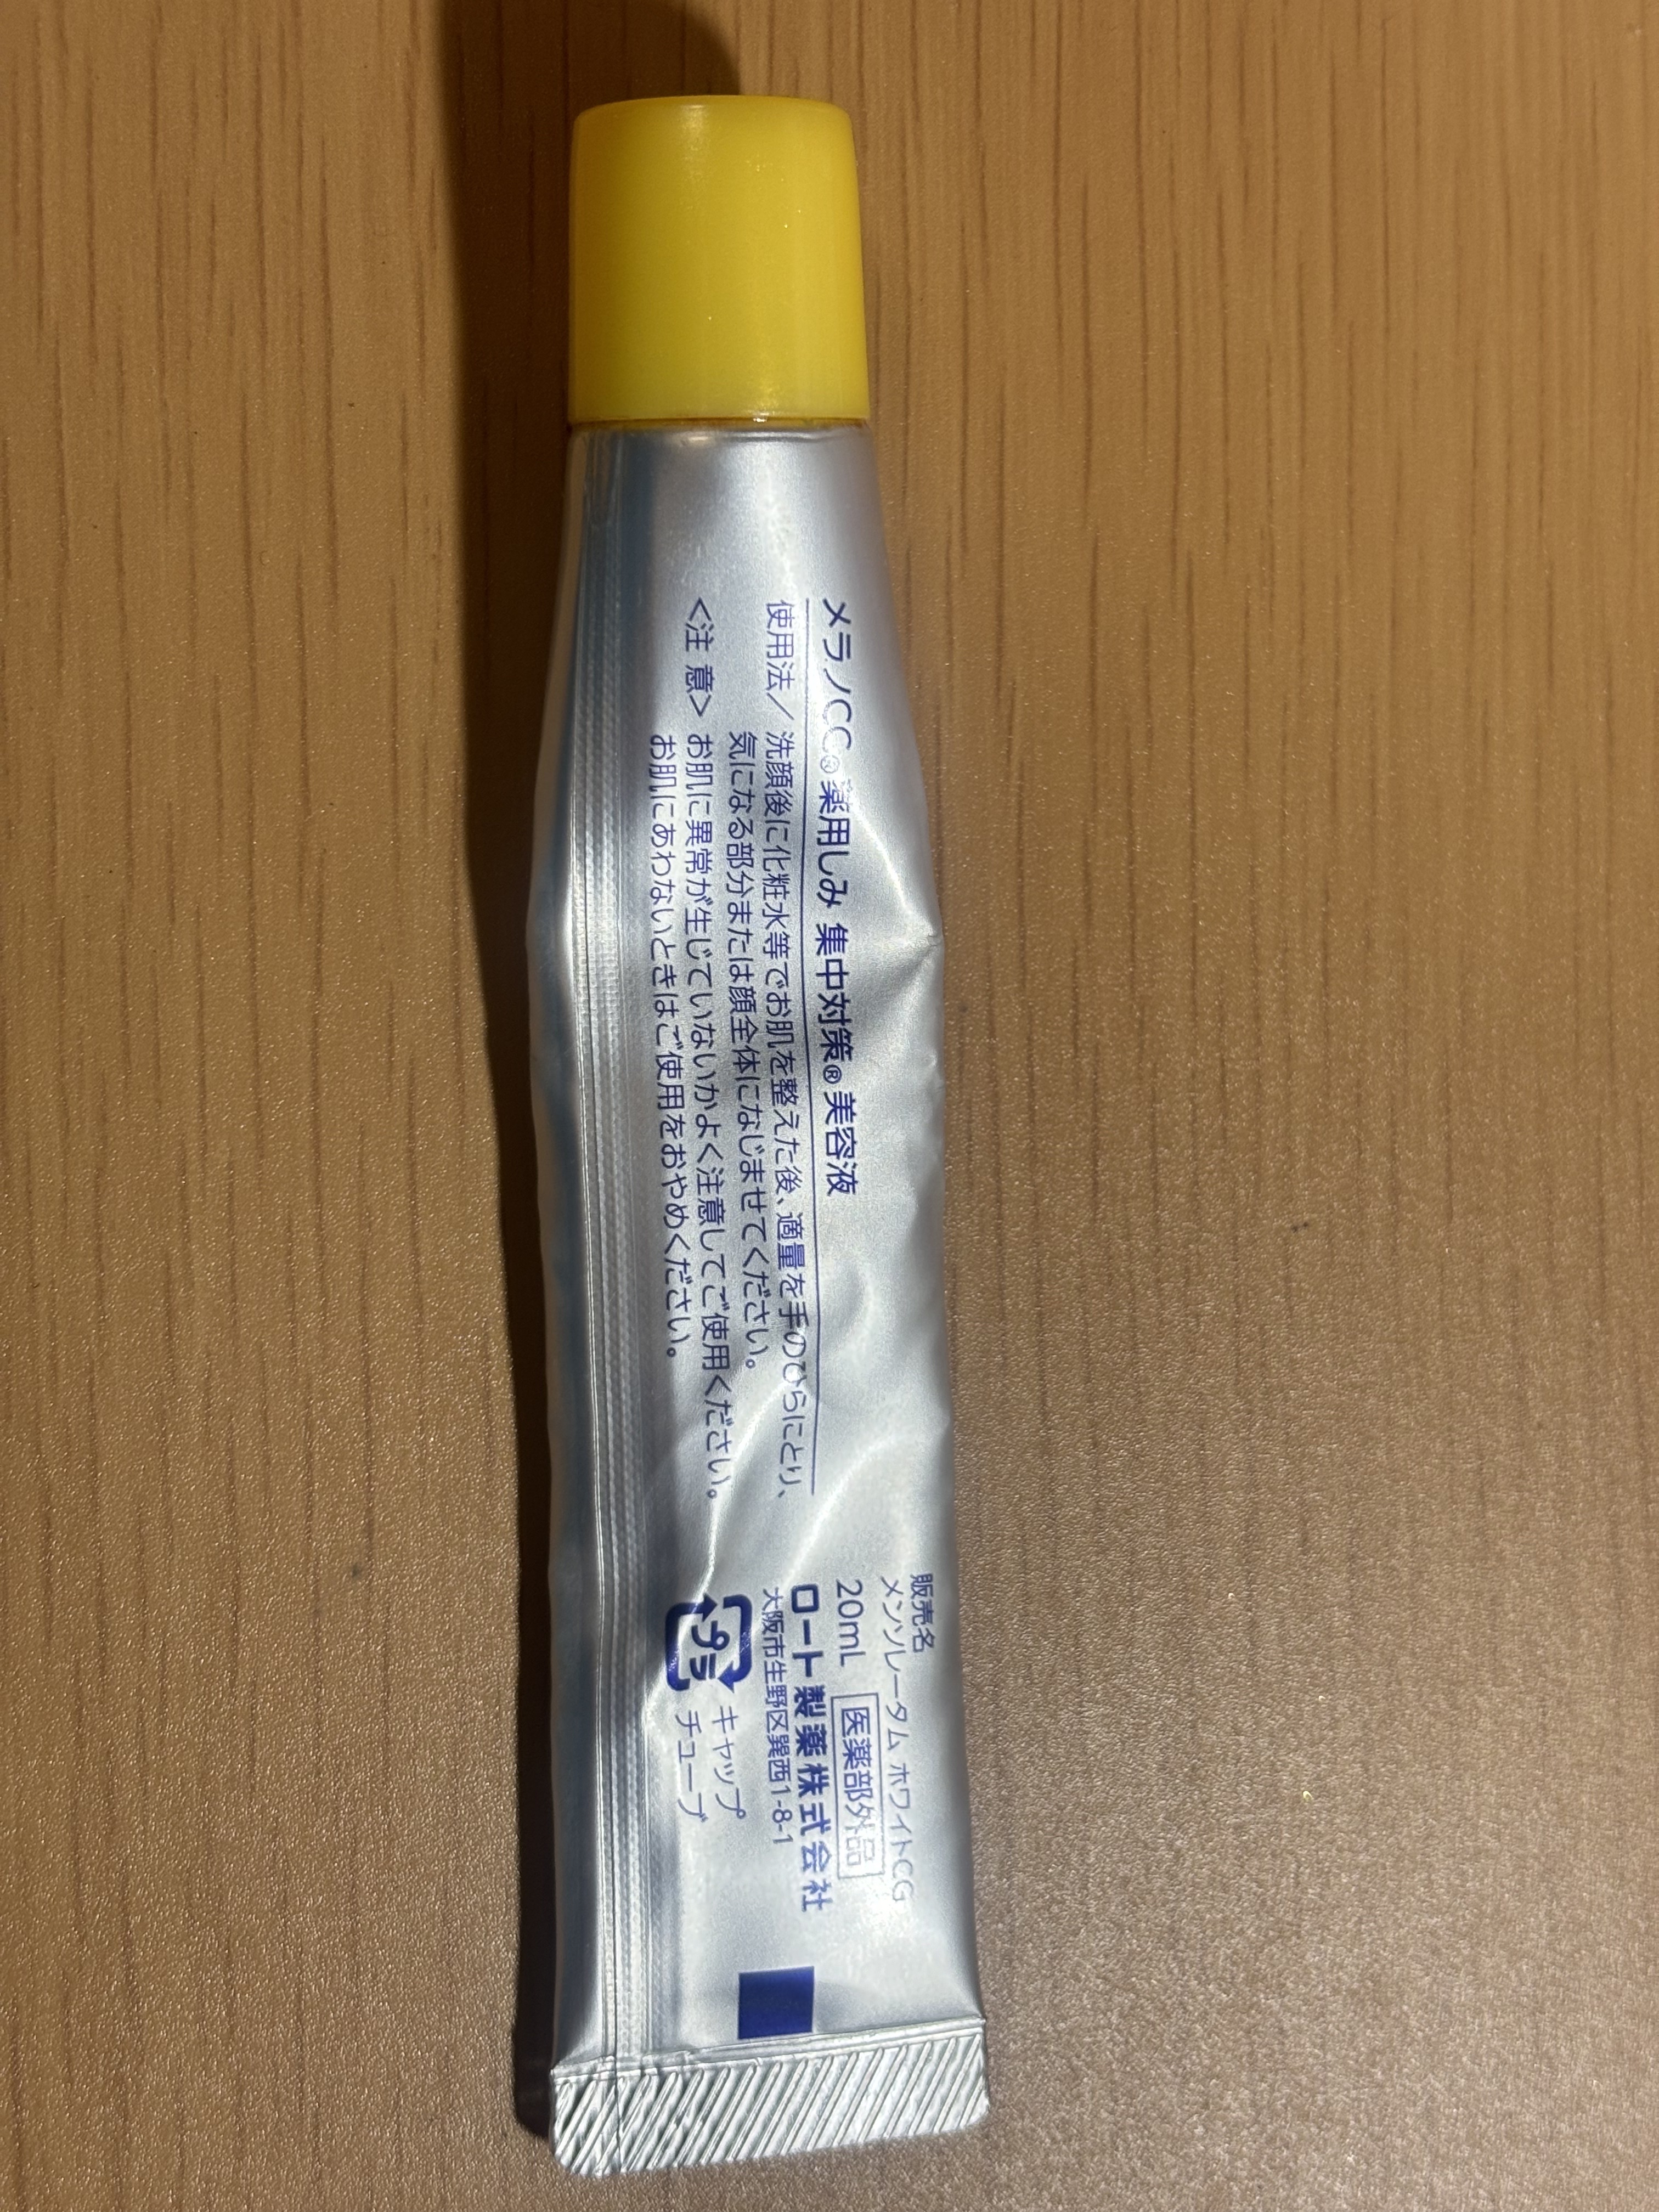 メラノCC® 薬用しみ 集中対策® 美容液
使用法／洗顔後に化粧水等でお肌を整えた後、適量を手のひらにとり、
気になる部分または顔全体になじませてください。
<注 意> お肌に異常が生じていないかよく注意してご使用ください。
お肌にあわないときはご使用をおやめください。
販売名
メンソレータム ホワイトCG
20mL 医薬部外品
ロート製薬株式会社
大阪市生野区巽西1-8-1
プラ キャップ
チューブ